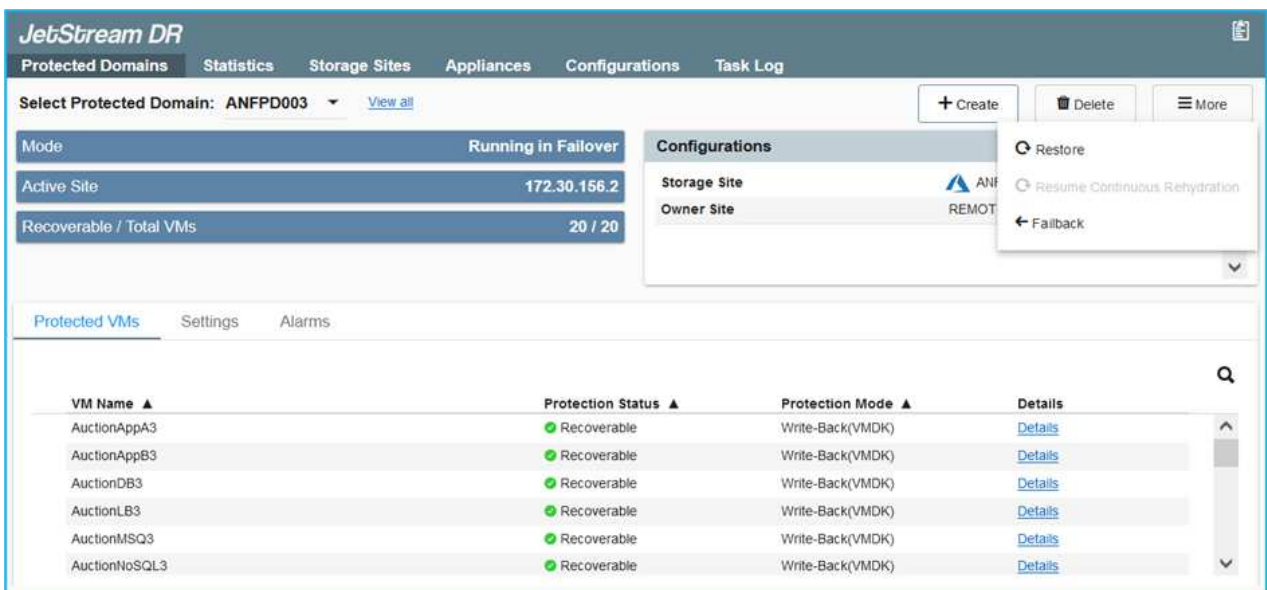 JetStream DR
Protected Domains Statistics Storage Sites Appliances Configurations Task Log
Select Protected Domain: ANFPD003 View all
+ Create Delete More
Mode Running in Failover
Configurations
Restore
Active Site 172.30.156.2
Storage Site
Resume Continuous Rehydration
Owner Site REMOT
Recoverable / Total VMs 20 / 20
Failback
Protected VMs Settings Alarms
VM Name ▲ Protection Status ▲ Protection Mode ▲ Details
AuctionAppA3 Recoverable Write-Back(VMDK) Details
AuctionAppB3 Recoverable Write-Back(VMDK) Details
AuctionDB3 Recoverable Write-Back(VMDK) Details
AuctionLB3 Recoverable Write-Back(VMDK) Details
AuctionMSQ3 Recoverable Write-Back(VMDK) Details
AuctionNoSQL3 Recoverable Write-Back(VMDK) Details